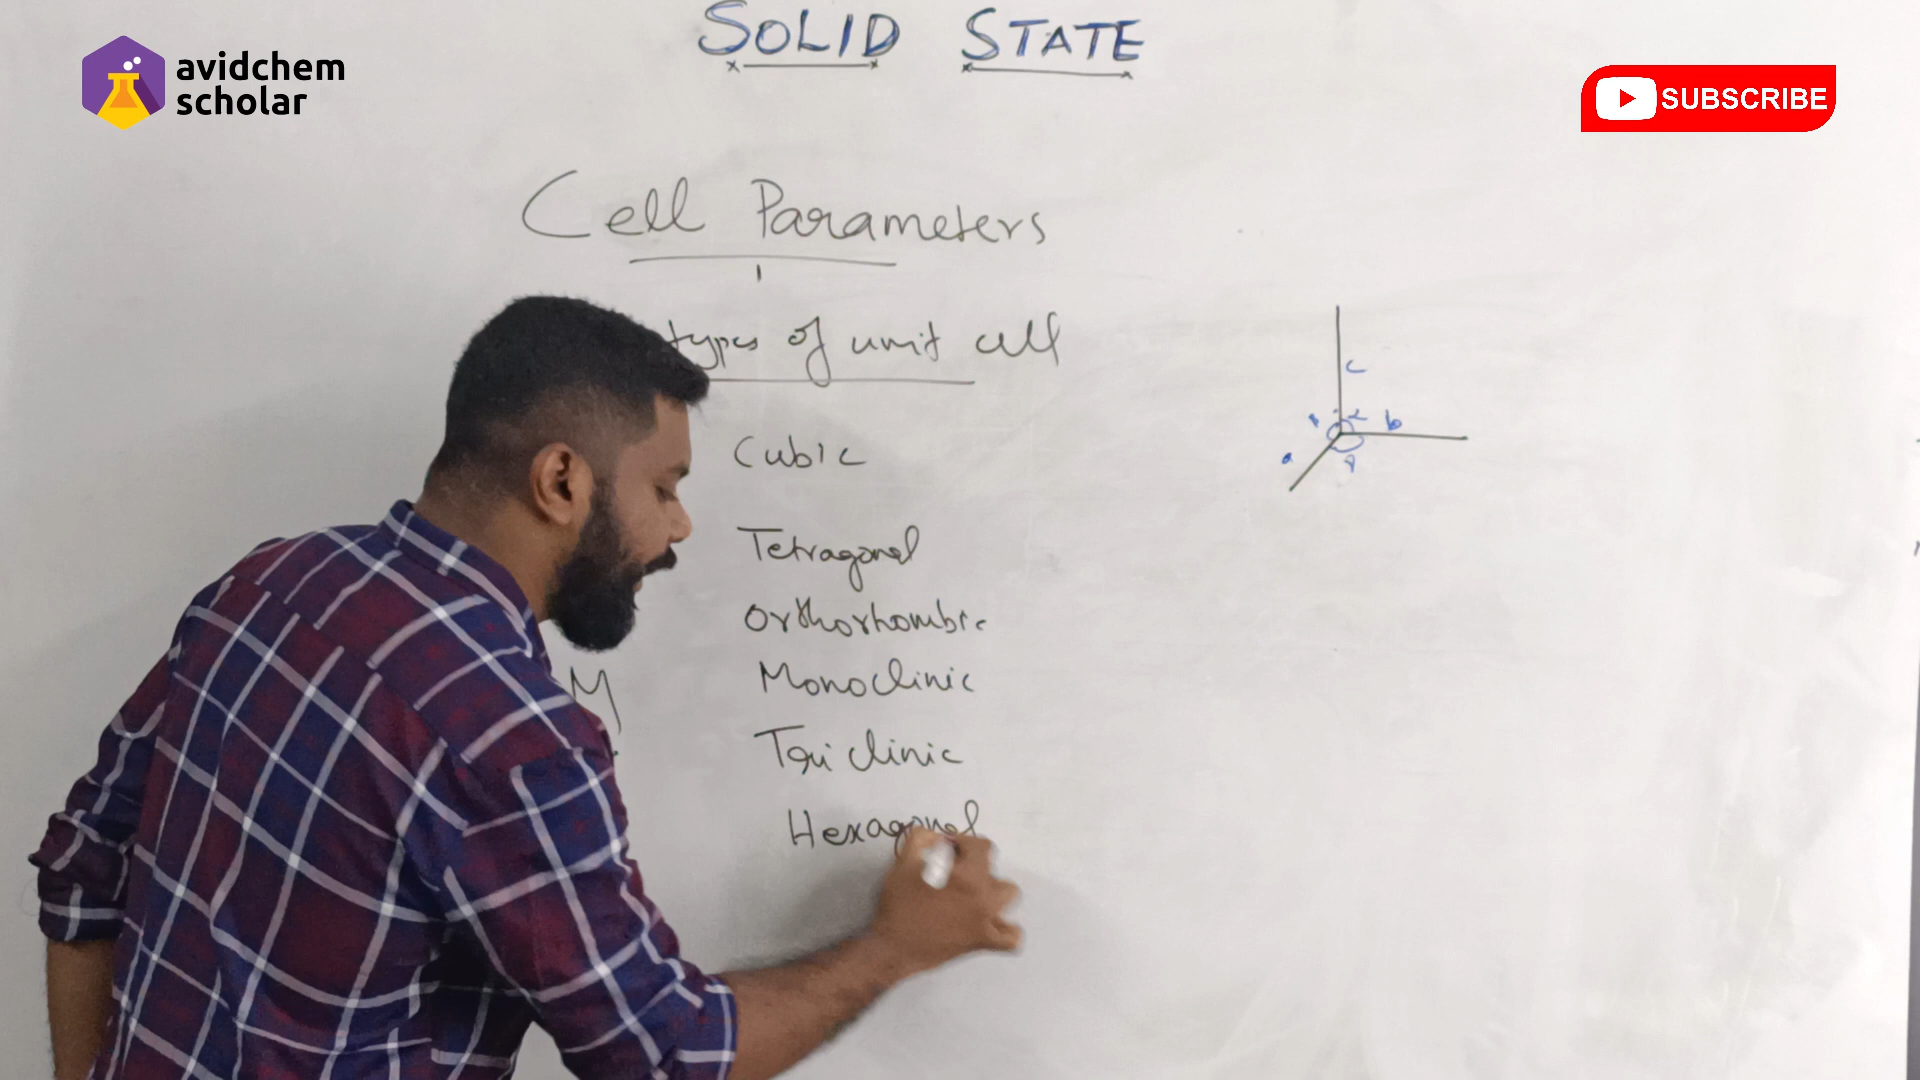 SOLID STATE
avidchem
scholar
SUBSCRIBE
Cell Parameters
types of unit cell
c
b
a
Cubic
Tetragonal
Orthorhombic
M
Monoclinic
Triclinic
Hexagonal